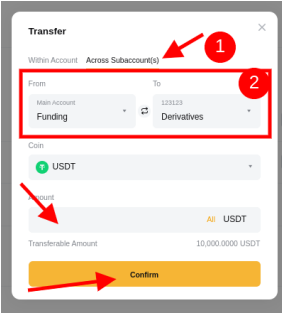 Transfer
1
Within Account Across Subaccount(s)
2
From To
Main Account 123123
Funding Derivatives
Coin
USDT
Amount
All USDT
Transferable Amount 10,000.0000 USDT
Confirm